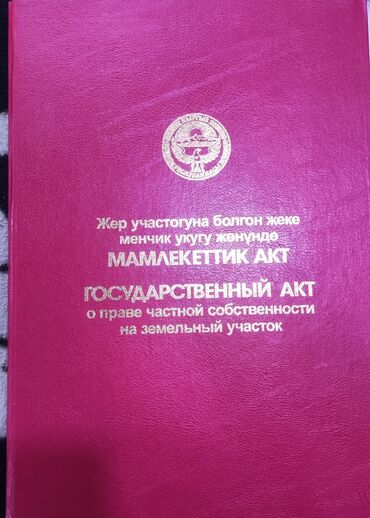 Жер участогуна болгон жеке
менчик укугу жөнүндө
МАМЛЕКЕТТИК АКТ
ГОСУДАРСТВЕННЫЙ АКТ
о праве частной собственности
на земельный участок